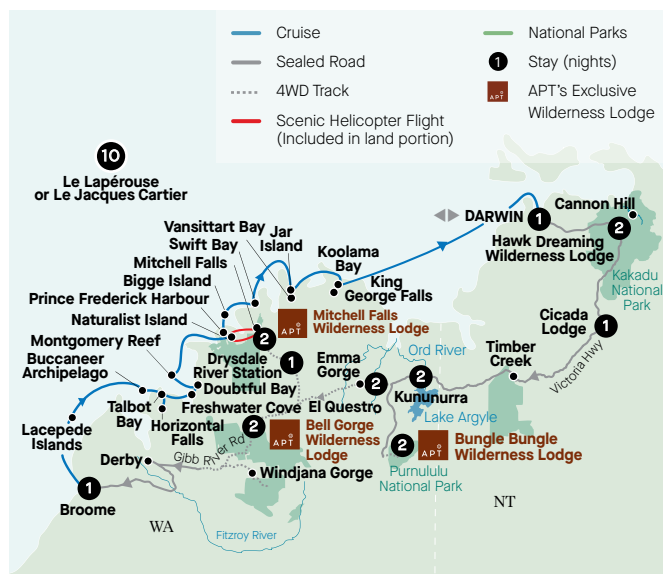 Cruise
Sealed Road
4WD Track
Scenic Helicopter Flight
(Included in land portion)
National Parks
1
Stay (nights)
APT
APT's Exclusive
Wilderness Lodge
10
Le Lapérouse
or Le Jacques Cartier
Vansittart Bay
Swift Bay
Jar
Island
Mitchell Falls
Koolama
Bay
Bigge Island
King
George Falls
Prince Frederick Harbour
Naturalist Island
Montgomery Reef
Buccaneer
Archipelago
DARWIN
1
Cannon Hill
2
Hawk Dreaming
Wilderness Lodge
Kakadu
National
Park
Cicada
Lodge
1
Victoria Hwy
Timber
Creek
APT
Mitchell Falls
Wilderness Lodge
2
Drysdale
River Station
1
Doubtful Bay
Emma
Gorge
2
El Questro
Ord River
2
Kununurra
Lake Argyle
Freshwater Cove
Talbot
Bay
Horizontal
Falls
Lacepede
Islands
2
APT
Bell Gorge
Wilderness
Lodge
Gibb River Rd
2
APT
Bungle Bungle
Wilderness Lodge
Purnululu
National Park
Derby
Windjana Gorge
1
Broome
WA
NT
Fitzroy River